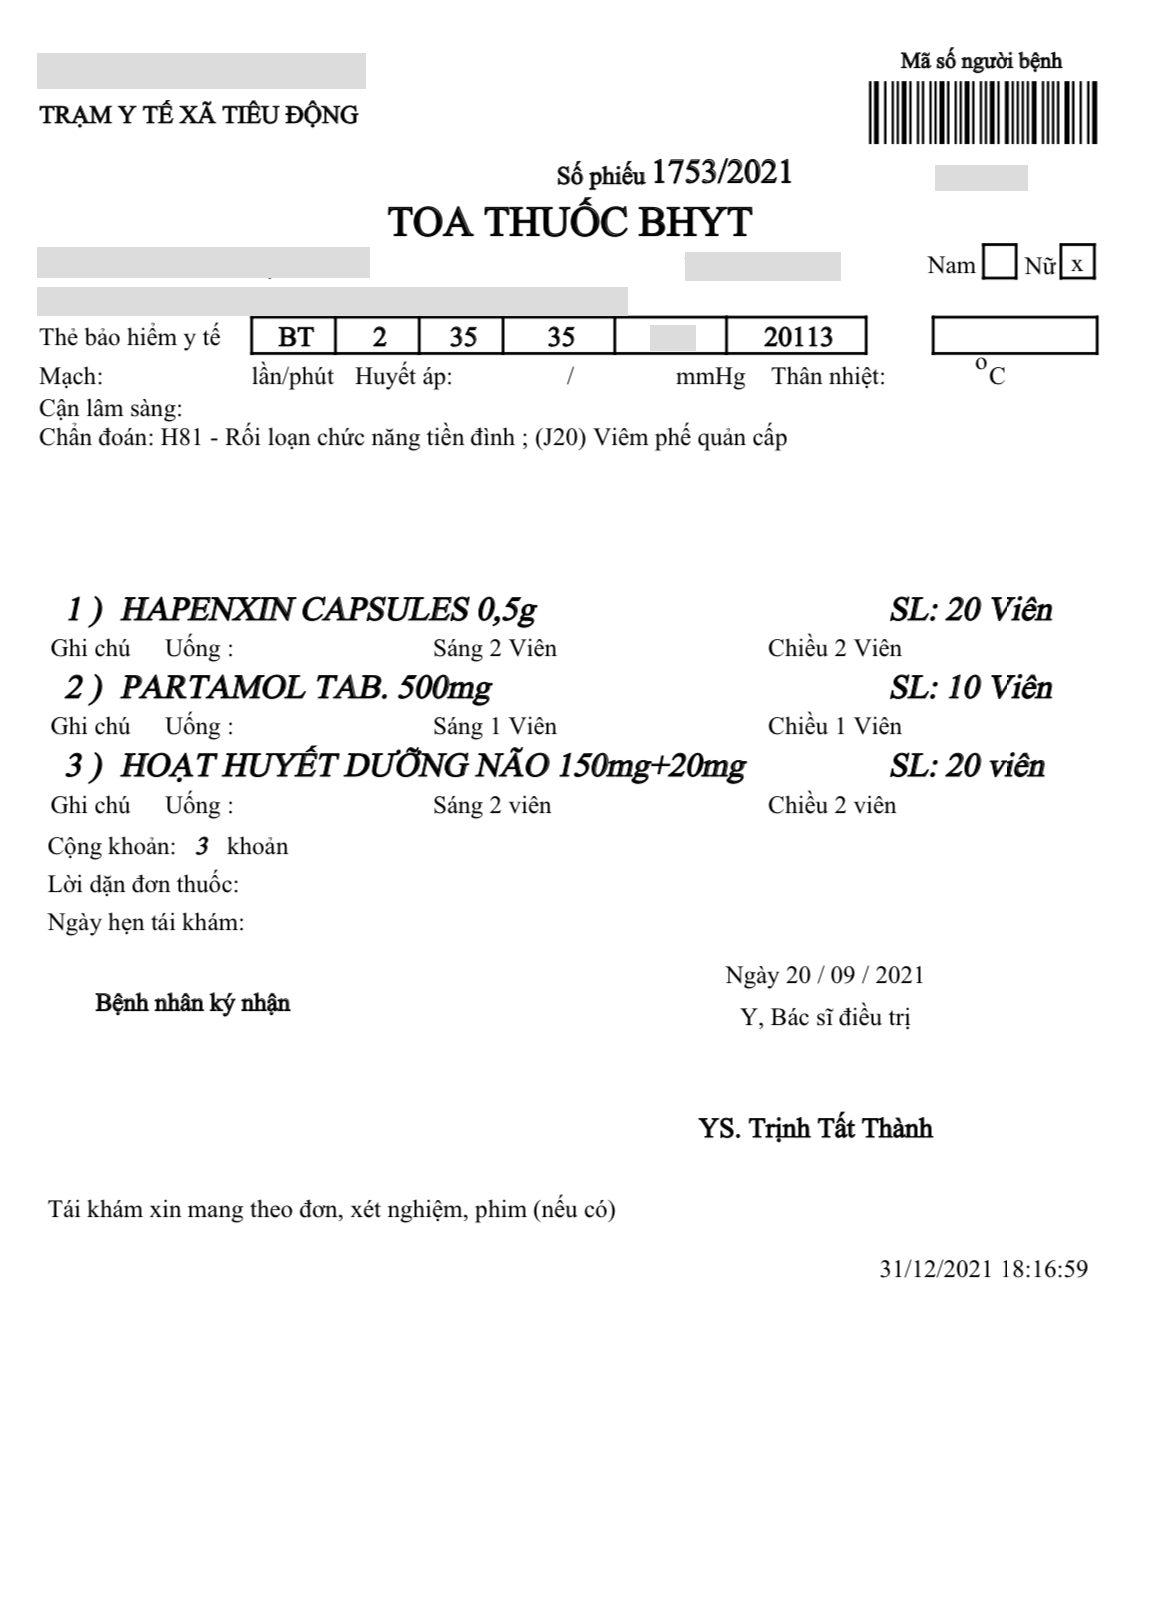 Mã số người bệnh
TRẠM Y TẾ XÃ TIÊU ĐỘNG
Số phiếu 1753/2021
TOA THUỐC BHYT
Nam Nữ x
Thẻ bảo hiểm y tế BT 2 35 35 20113
Mạch: lần/phút Huyết áp: / mmHg Thân nhiệt: °C
Cận lâm sàng:
Chẩn đoán: H81 - Rối loạn chức năng tiền đình ; (J20) Viêm phế quản cấp
1 ) HAPENXIN CAPSULES 0,5g SL: 20 Viên
Ghi chú Uống : Sáng 2 Viên Chiều 2 Viên
2 ) PARTAMOL TAB. 500mg SL: 10 Viên
Ghi chú Uống : Sáng 1 Viên Chiều 1 Viên
3 ) HOẠT HUYẾT DƯỠNG NÃO 150mg+20mg SL: 20 viên
Ghi chú Uống : Sáng 2 viên Chiều 2 viên
Cộng khoản: 3 khoản
Lời dặn đơn thuốc:
Ngày hẹn tái khám:
Ngày 20 / 09 / 2021
Bệnh nhân ký nhận
Y, Bác sĩ điều trị
YS. Trịnh Tất Thành
Tái khám xin mang theo đơn, xét nghiệm, phim (nếu có)
31/12/2021 18:16:59